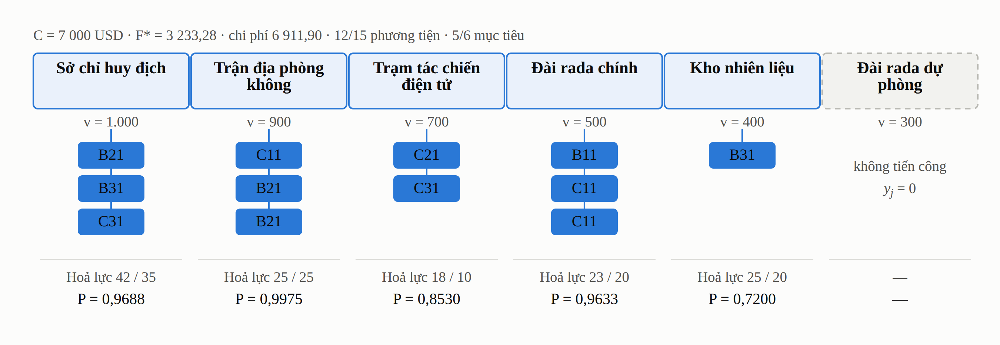 C = 7 000 USD · F* = 3 233,28 · chi phí 6 911,90 · 12/15 phương tiện · 5/6 mục tiêu
Sở chỉ huy địch
v = 1.000
B21
B31
C31
Hoả lực 42 / 35
P = 0,9688
Trận địa phòng
không
v = 900
C11
B21
B21
Hoả lực 25 / 25
P = 0,9975
Trạm tác chiến
điện tử
v = 700
C21
C31
Hoả lực 18 / 10
P = 0,8530
Đài rada chính
v = 500
B11
C11
C11
Hoả lực 23 / 20
P = 0,9633
Kho nhiên liệu
v = 400
B31
Hoả lực 25 / 20
P = 0,7200
Đài rada dự
phòng
v = 300
không tiến công
yj = 0
—
—